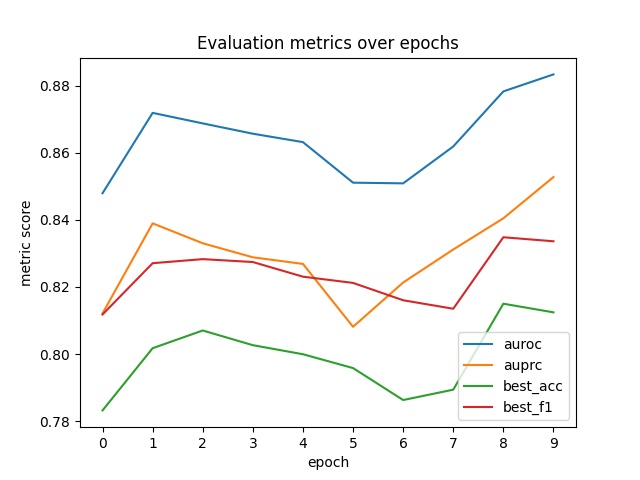 Evaluation metrics over epochs
metric score
0.88
0.86
0.84
0.82
0.80
0.78
auroc
auprc
best_acc
best_f1
0 1 2 3 4 5 6 7 8 9
epoch